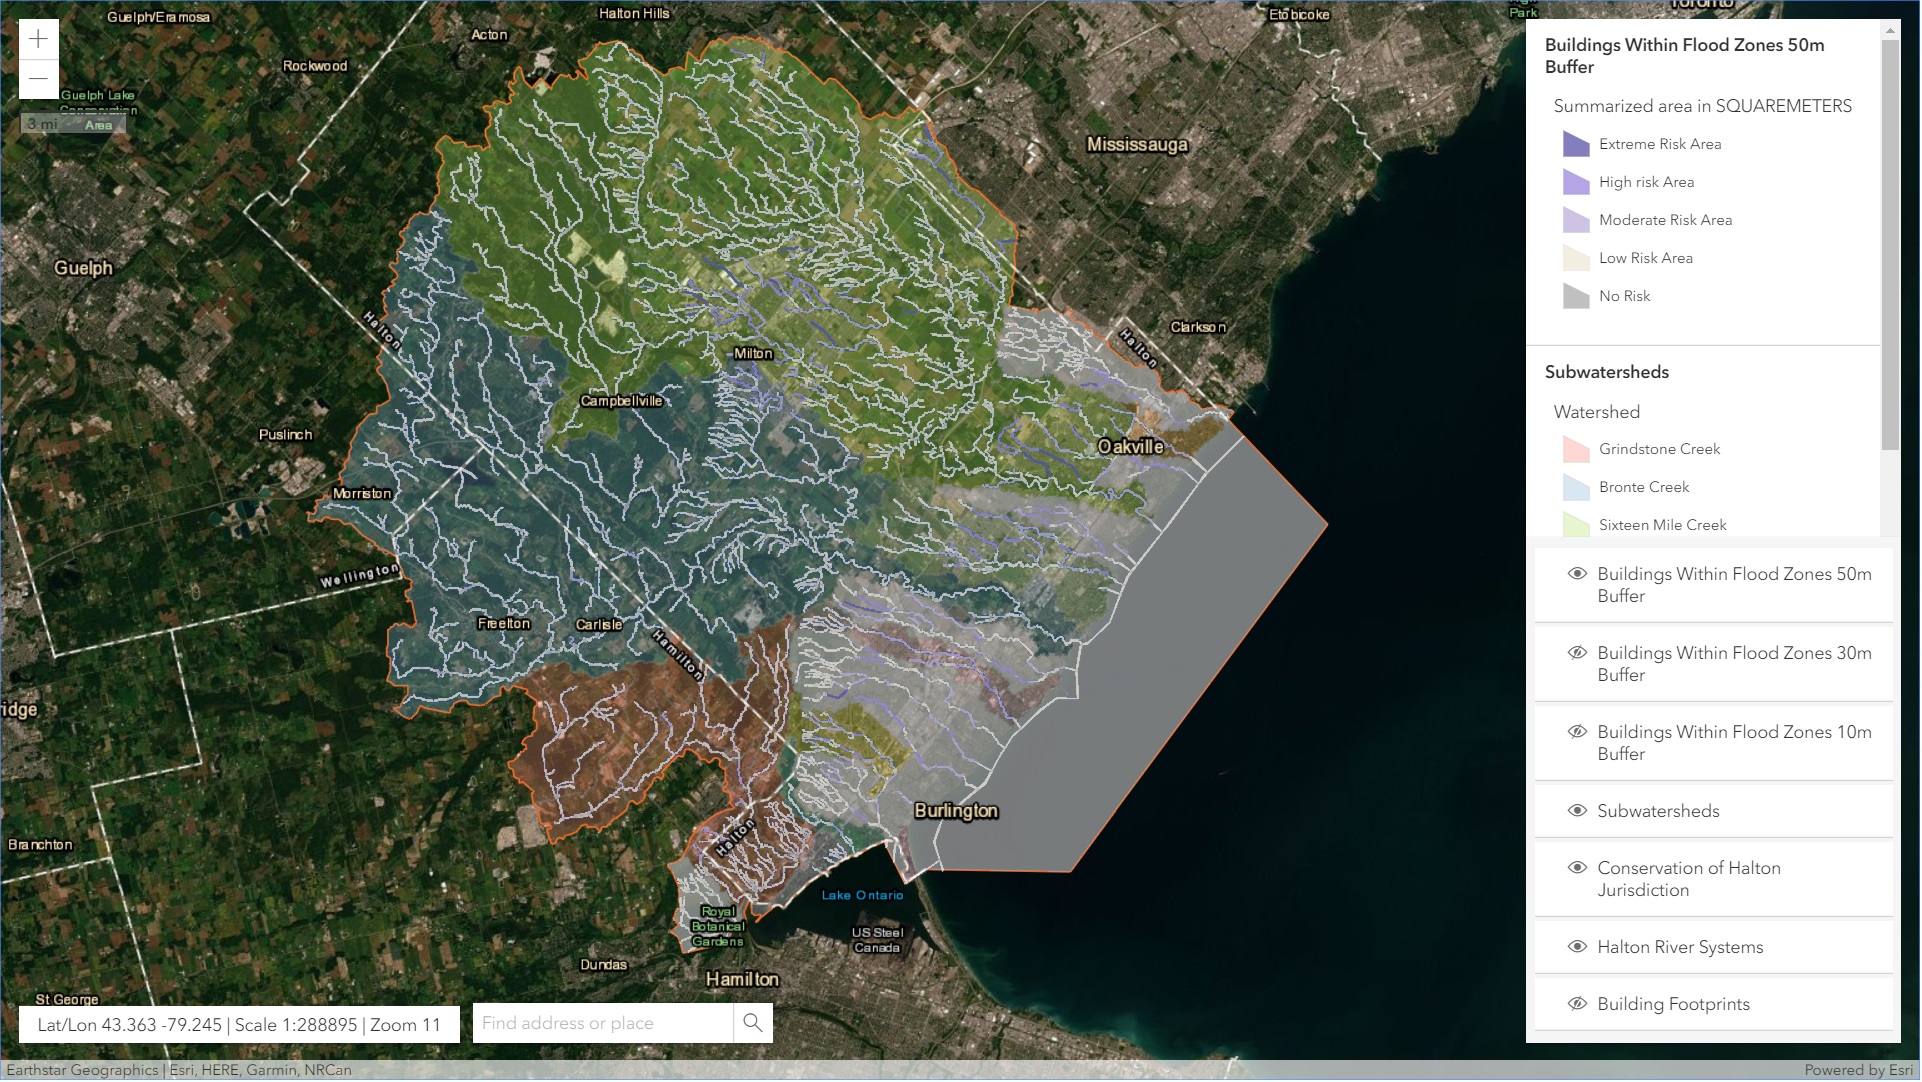 Guelph/Eramosa
Halton Hills
Etobicoke
Park
Toronto
Acton
Rockwood
Guelph Lake
Conservation
Area
3 mi
Mississauga
Guelph
Halton
Halton
Clarkson
Milton
Campbellville
Puslinch
Oakville
Morriston
Wellington
Freelton
Carlisle
Hamilton
ridge
Burlington
Halton
Branchton
Lake Ontario
Royal
Botanical
Gardens
US Steel
Canada
Dundas
Hamilton
St George
Lat/Lon 43.363 -79.245 | Scale 1:288895 | Zoom 11
Find address or place
Earthstar Geographics | Esri, HERE, Garmin, NRCan
Powered by Esri
Buildings Within Flood Zones 50m
Buffer
Summarized area in SQUAREMETERS
Extreme Risk Area
High risk Area
Moderate Risk Area
Low Risk Area
No Risk
Subwatersheds
Watershed
Grindstone Creek
Bronte Creek
Sixteen Mile Creek
Buildings Within Flood Zones 50m
Buffer
Buildings Within Flood Zones 30m
Buffer
Buildings Within Flood Zones 10m
Buffer
Subwatersheds
Conservation of Halton
Jurisdiction
Halton River Systems
Building Footprints